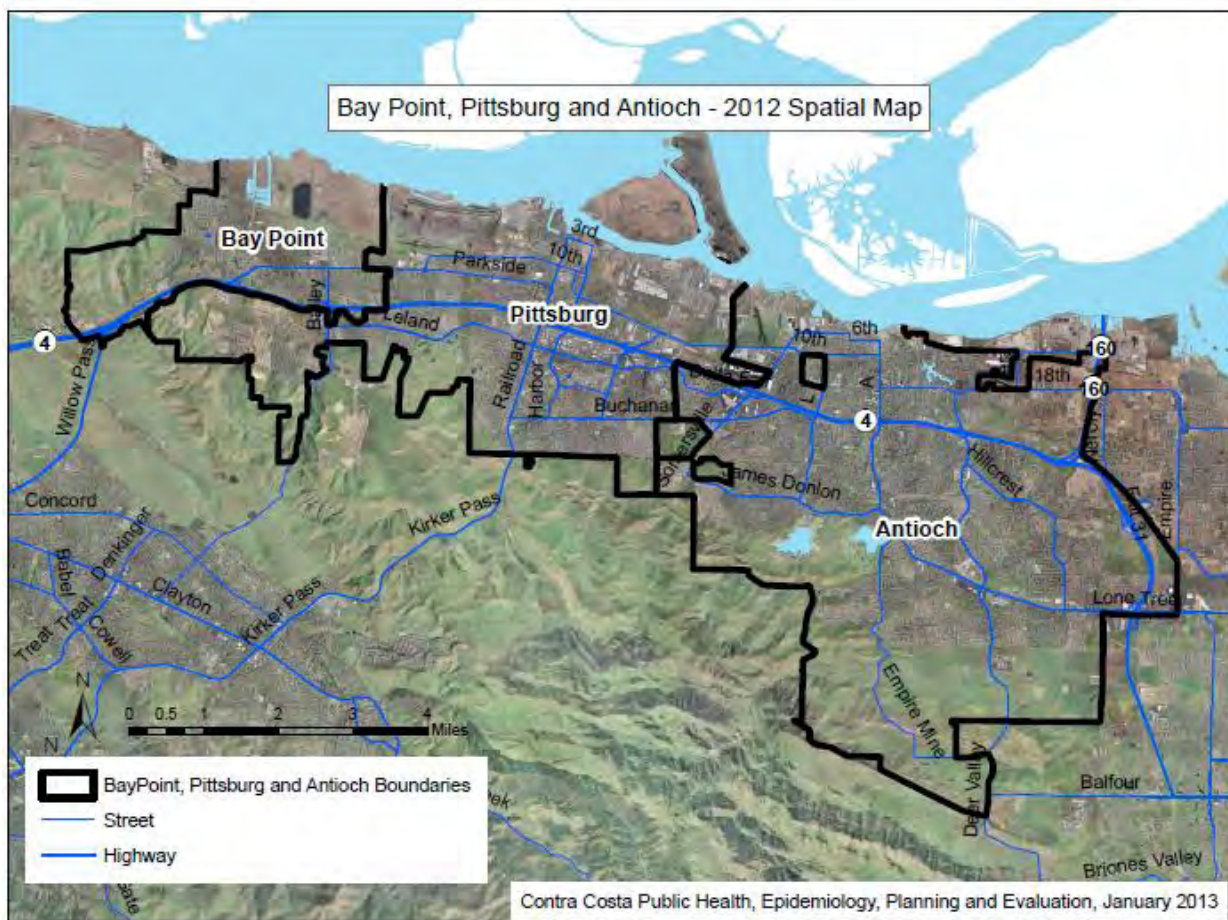 Bay Point, Pittsburg and Antioch - 2012 Spatial Map
3rd
Bay Point
10th
Parkside
Bailey
Pittsburg
Leland
6th
10th
4
160
Willow Pass
Railroad
Harbor
18th
160
L
A
Buchanan
4
Somersville
Hillcrest
James Donlon
Concord
Kirker Pass
Antioch
Empire
Denkinger
Babel
Clayton
Lone Tree
Treat Treat
Cowell
Kirker Pass
N
0 0.5 1 2 3 4
Miles
N
Empire Mine
Deer Valley
Balfour
BayPoint, Pittsburg and Antioch Boundaries
Street
Highway
Briones Valley
Contra Costa Public Health, Epidemiology, Planning and Evaluation, January 2013